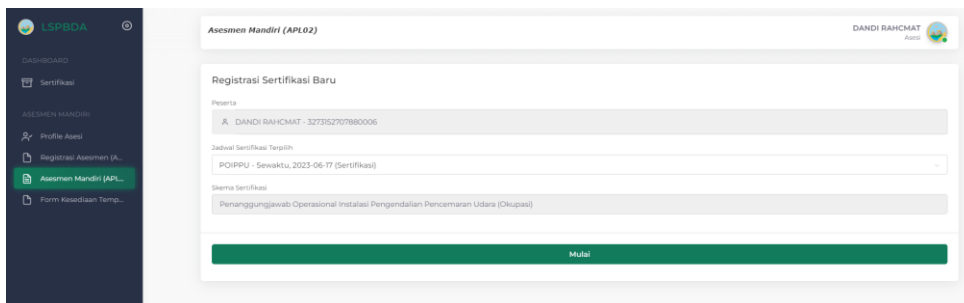 LSPBDA
DASHBOARD
Sertifikasi
ASESMEN MANDIRI
Profile Asesi
Registrasi Asesmen (A...
Asesmen Mandiri (APL...
Form Kesediaan Temp...
Asesmen Mandiri (APL02)
DANDI RAHCMAT
Asesi
Registrasi Sertifikasi Baru
Peserta
DANDI RAHCMAT - 3273152707880006
Jadwal Sertifikasi Terpilih
POIPPU - Sewaktu, 2023-06-17 (Sertifikasi)
Skema Sertifikasi
Penanggungjawab Operasional Instalasi Pengendalian Pencemaran Udara (Okupasi)
Mulai